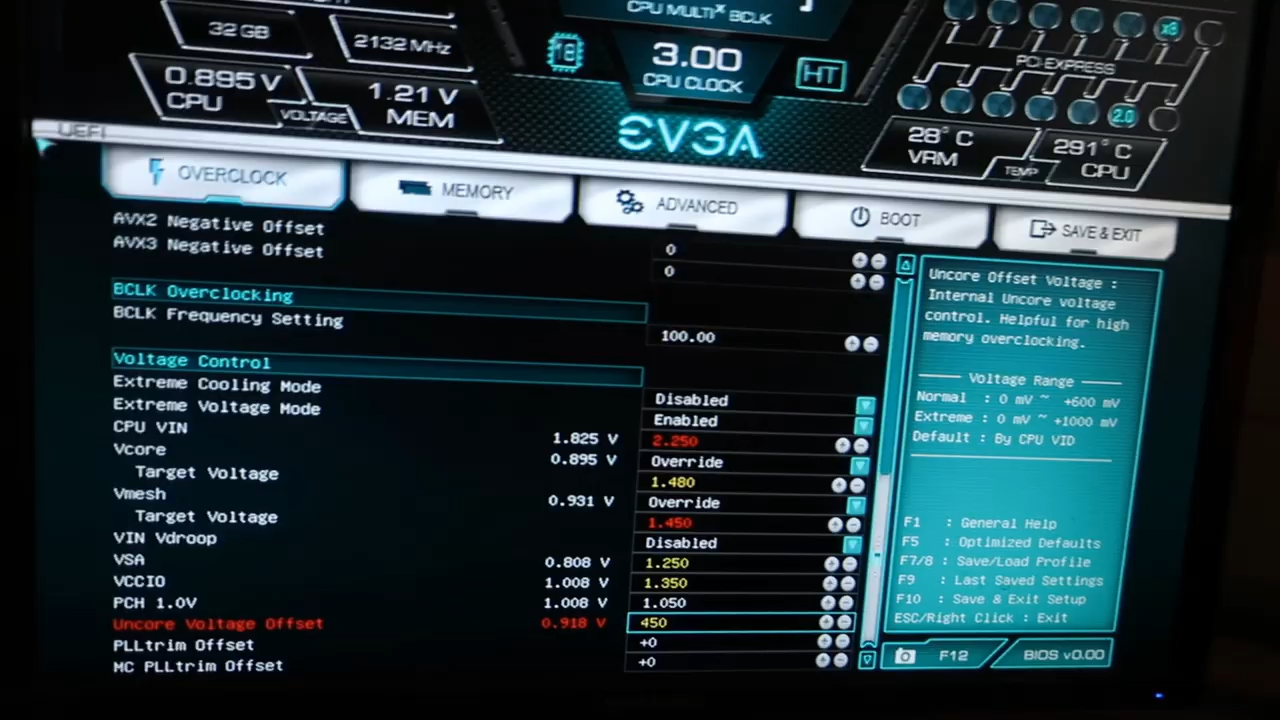 CPU MULTI* BCLK
32 GB
2132 MHz
18
3.00
CPU CLOCK
HT
x8
PCI-EXPRESS
2.0
0.895 V
CPU
VOLTAGE
1.21 V
MEM
EVGA
28° C
VRM
TEMP
291° C
CPU
UEFI
OVERCLOCK
MEMORY
ADVANCED
BOOT
SAVE & EXIT
AVX2 Negative Offset 0
AVX3 Negative Offset 0
BCLK Overclocking
BCLK Frequency Setting 100.00
Voltage Control
Extreme Cooling Mode Disabled
Extreme Voltage Mode Enabled
CPU VIN 1.825 V 2.250
Vcore 0.895 V Override
Target Voltage 1.480
Vmesh 0.931 V Override
Target Voltage 1.450
VIN Vdroop Disabled
VSA 0.808 V 1.250
VCCIO 1.008 V 1.350
PCH 1.0V 1.008 V 1.050
Uncore Voltage Offset 0.918 V 450
PLLtrim Offset +0
MC PLLtrim Offset +0
Uncore Offset Voltage :
Internal Uncore voltage
control. Helpful for high
memory overclocking.
Voltage Range
Normal : 0 mV ~ +600 mV
Extreme : 0 mV ~ +1000 mV
Default : By CPU VID
F1 : General Help
F5 : Optimized Defaults
F7/8 : Save/Load Profile
F9 : Last Saved Settings
F10 : Save & Exit Setup
ESC/Right Click : Exit
F12
BIOS v0.00